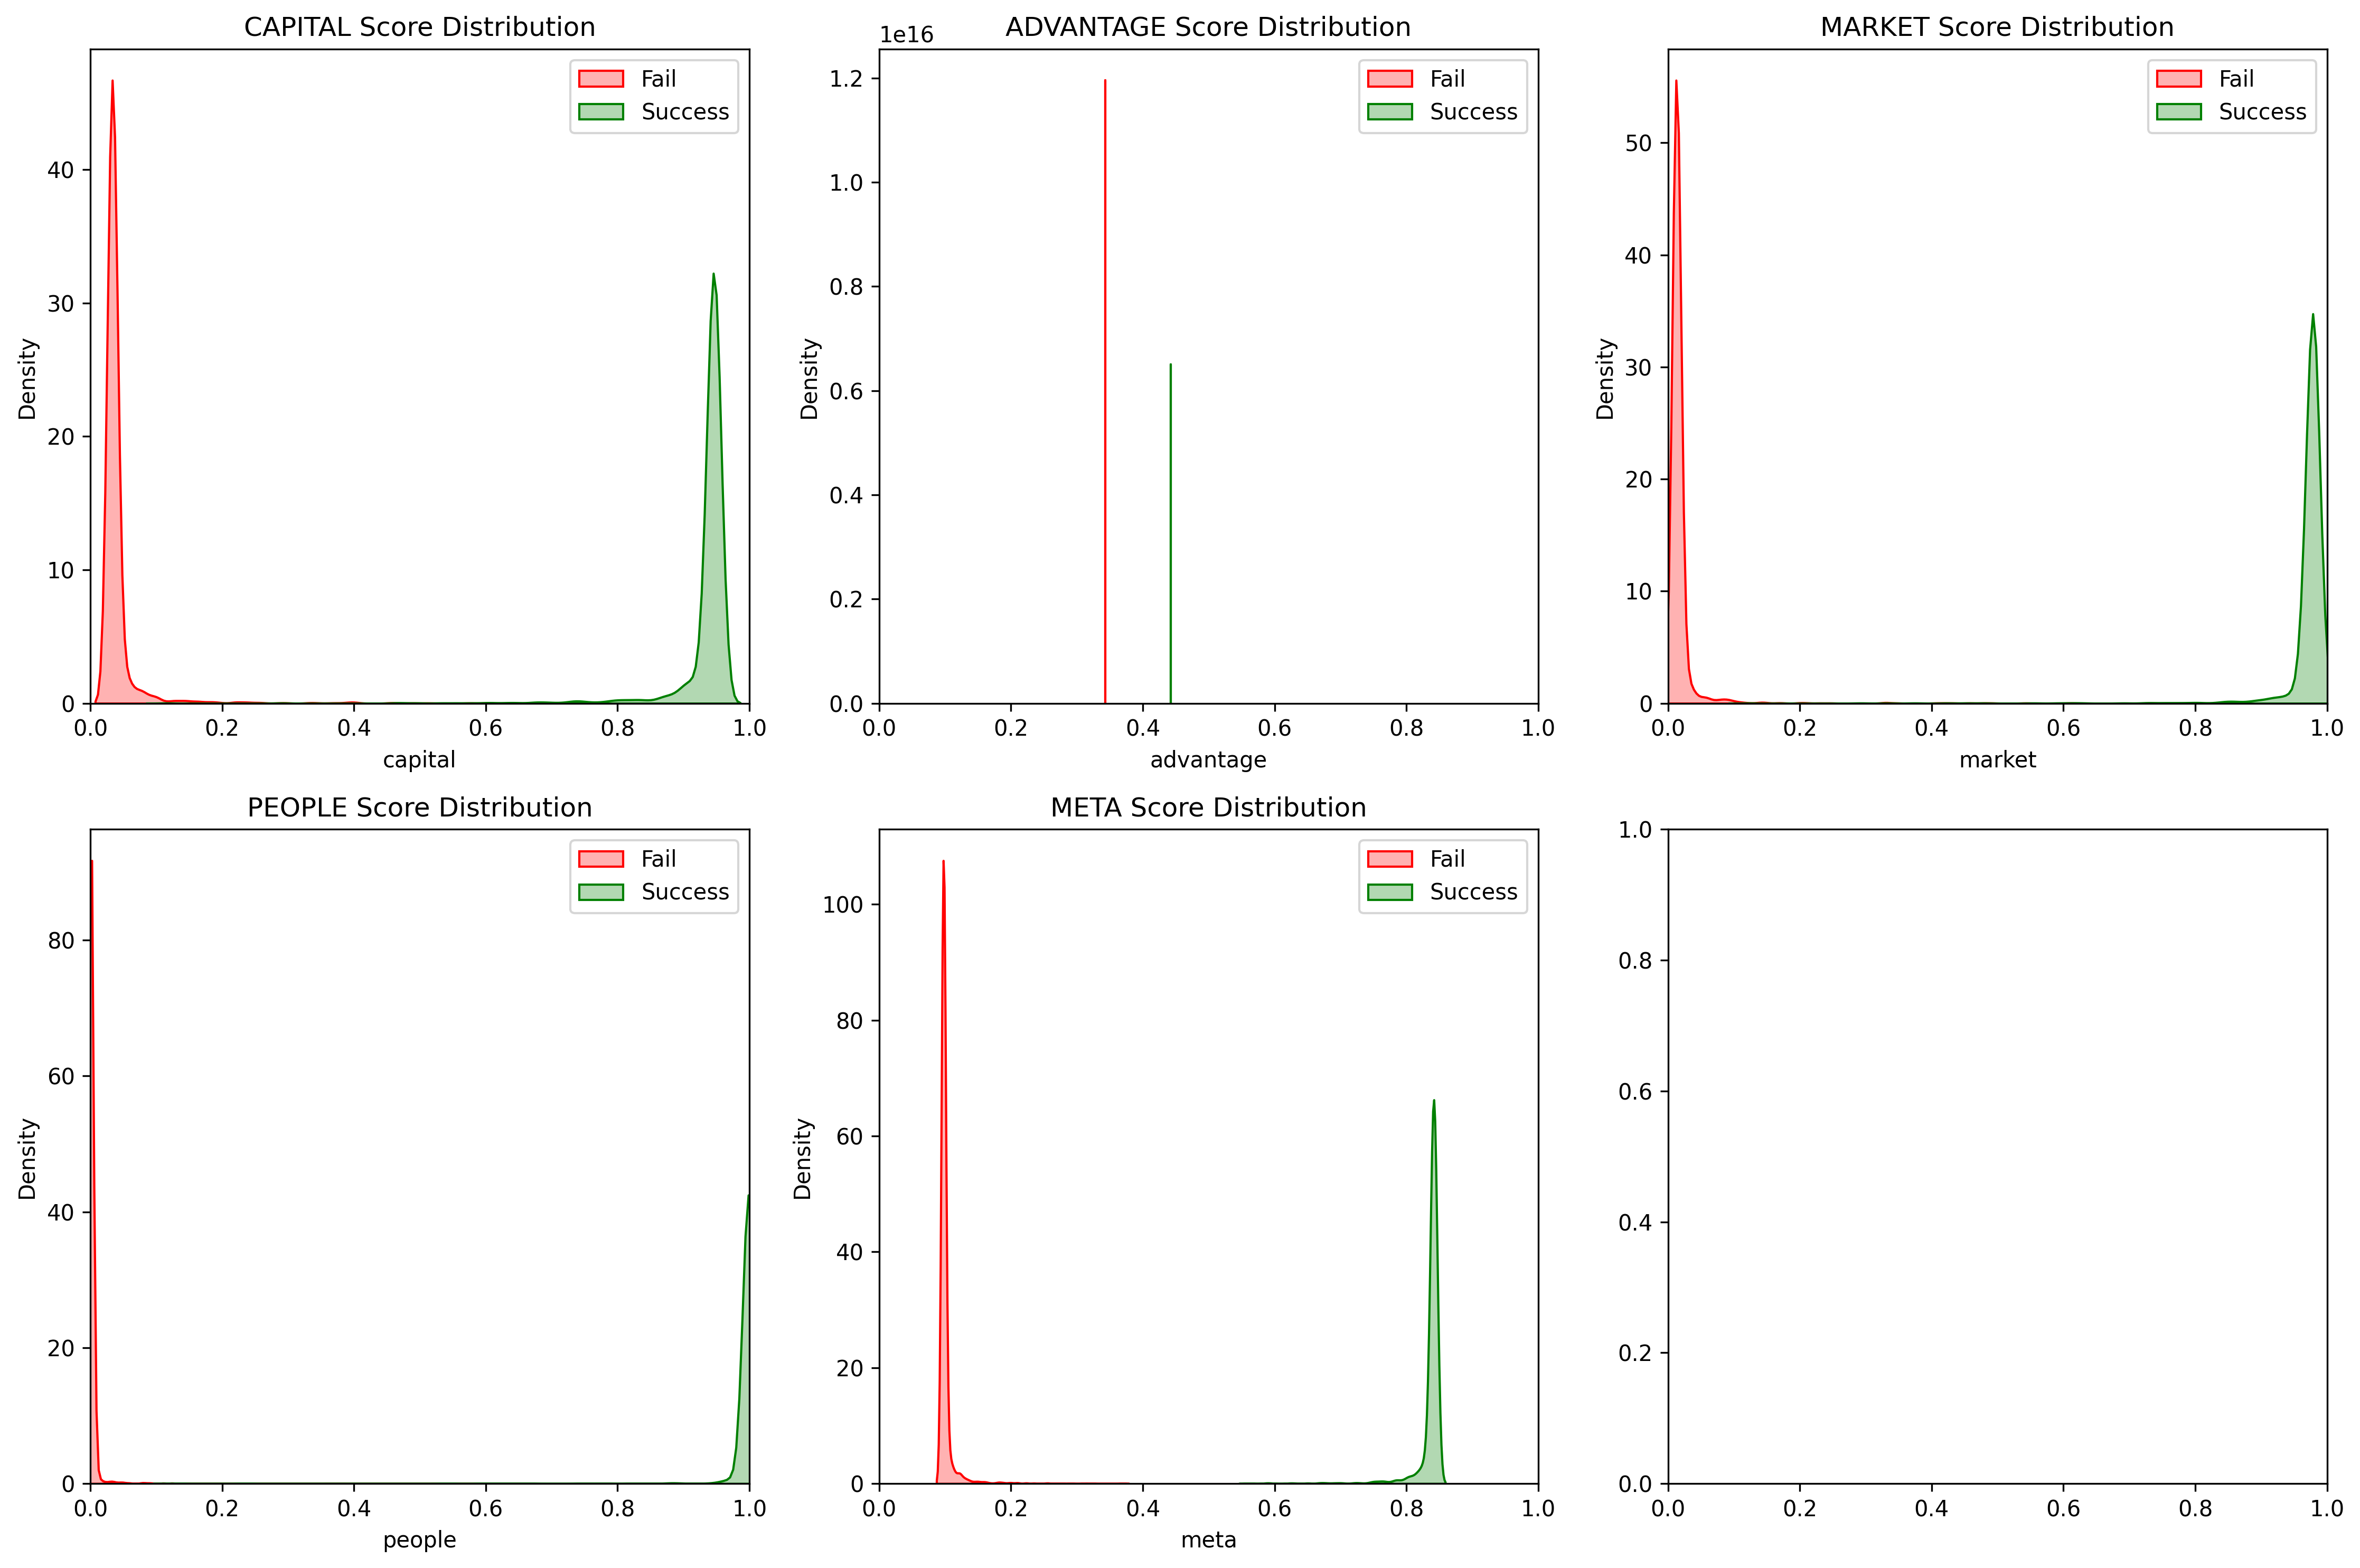 CAPITAL Score Distribution
Fail
Success
Density
40
30
20
10
0
0.0 0.2 0.4 0.6 0.8 1.0
capital
ADVANTAGE Score Distribution
1e16
Fail
Success
Density
1.2
1.0
0.8
0.6
0.4
0.2
0.0
0.0 0.2 0.4 0.6 0.8 1.0
advantage
MARKET Score Distribution
Fail
Success
Density
50
40
30
20
10
0
0.0 0.2 0.4 0.6 0.8 1.0
market
PEOPLE Score Distribution
Fail
Success
Density
80
60
40
20
0
0.0 0.2 0.4 0.6 0.8 1.0
people
META Score Distribution
Fail
Success
Density
100
80
60
40
20
0
0.0 0.2 0.4 0.6 0.8 1.0
meta
1.0
0.8
0.6
0.4
0.2
0.0
0.0 0.2 0.4 0.6 0.8 1.0